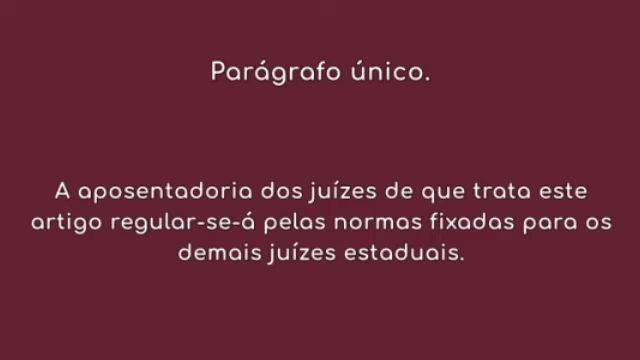 Parágrafo único.
A aposentadoria dos juízes de que trata este
artigo regular-se-á pelas normas fixadas para os
demais juízes estaduais.